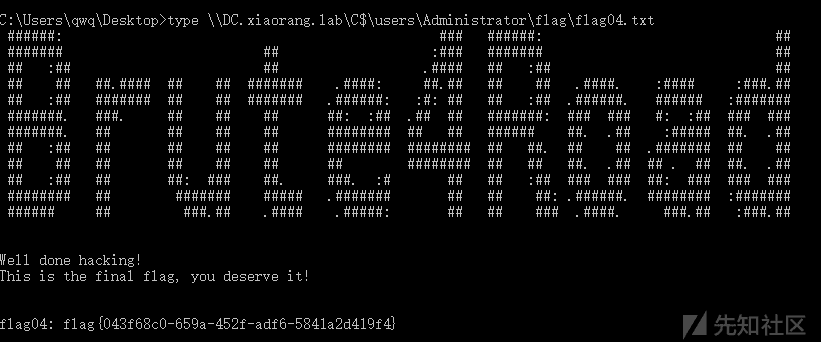 C:\Users\qwq\Desktop>type \\DC.xiaorang.lab\C$\users\Administrator\flag\flag04.txt
Brute4Road
Well done hacking!
This is the final flag, you deserve it!
flag04: flag{043f68c0-659a-452f-adf6-5841a2d419f4}
先知社区